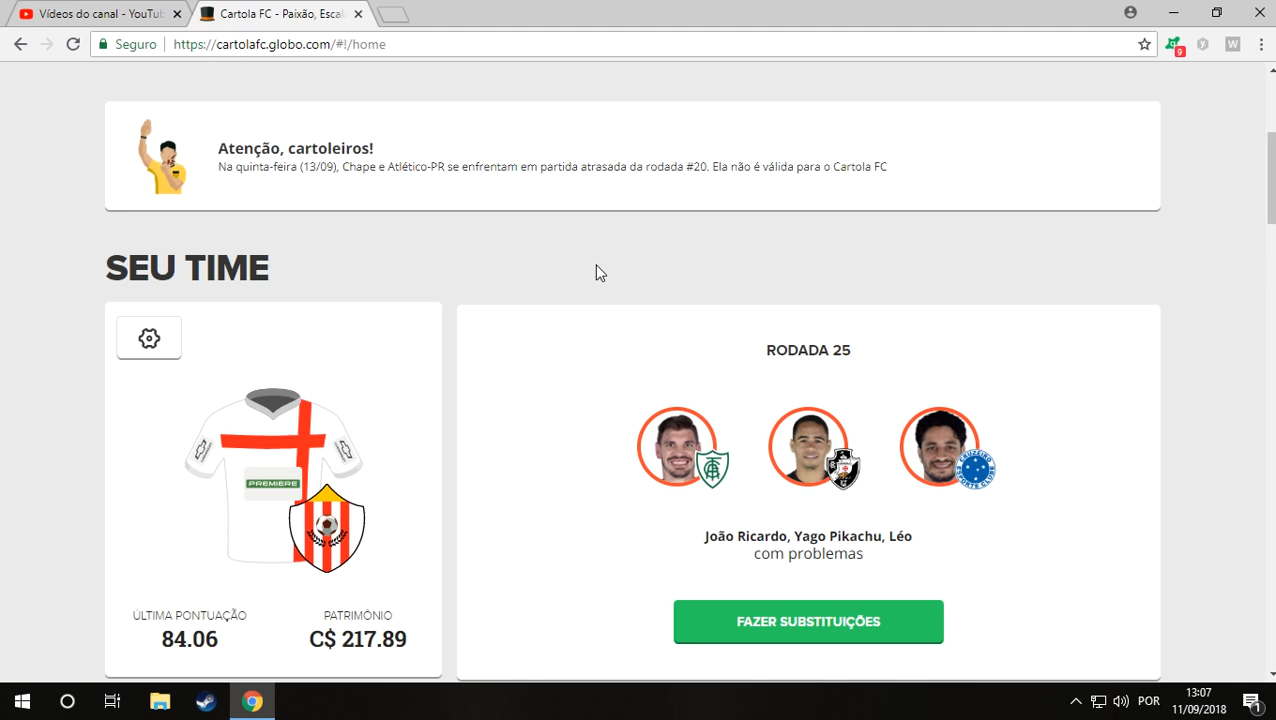 Vídeos do canal - YouTub
Cartola FC - Paixão, Escal
Seguro
https://cartolafc.globo.com/#!/home
9
W
Atenção, cartoleiros!
Na quinta-feira (13/09), Chape e Atlético-PR se enfrentam em partida atrasada da rodada #20. Ela não é válida para o Cartola FC
SEU TIME
RODADA 25
PREMIERE
João Ricardo, Yago Pikachu, Léo
com problemas
ÚLTIMA PONTUAÇÃO
PATRIMÔNIO
84.06
C$ 217.89
FAZER SUBSTITUIÇÕES
POR
13:07
11/09/2018
1